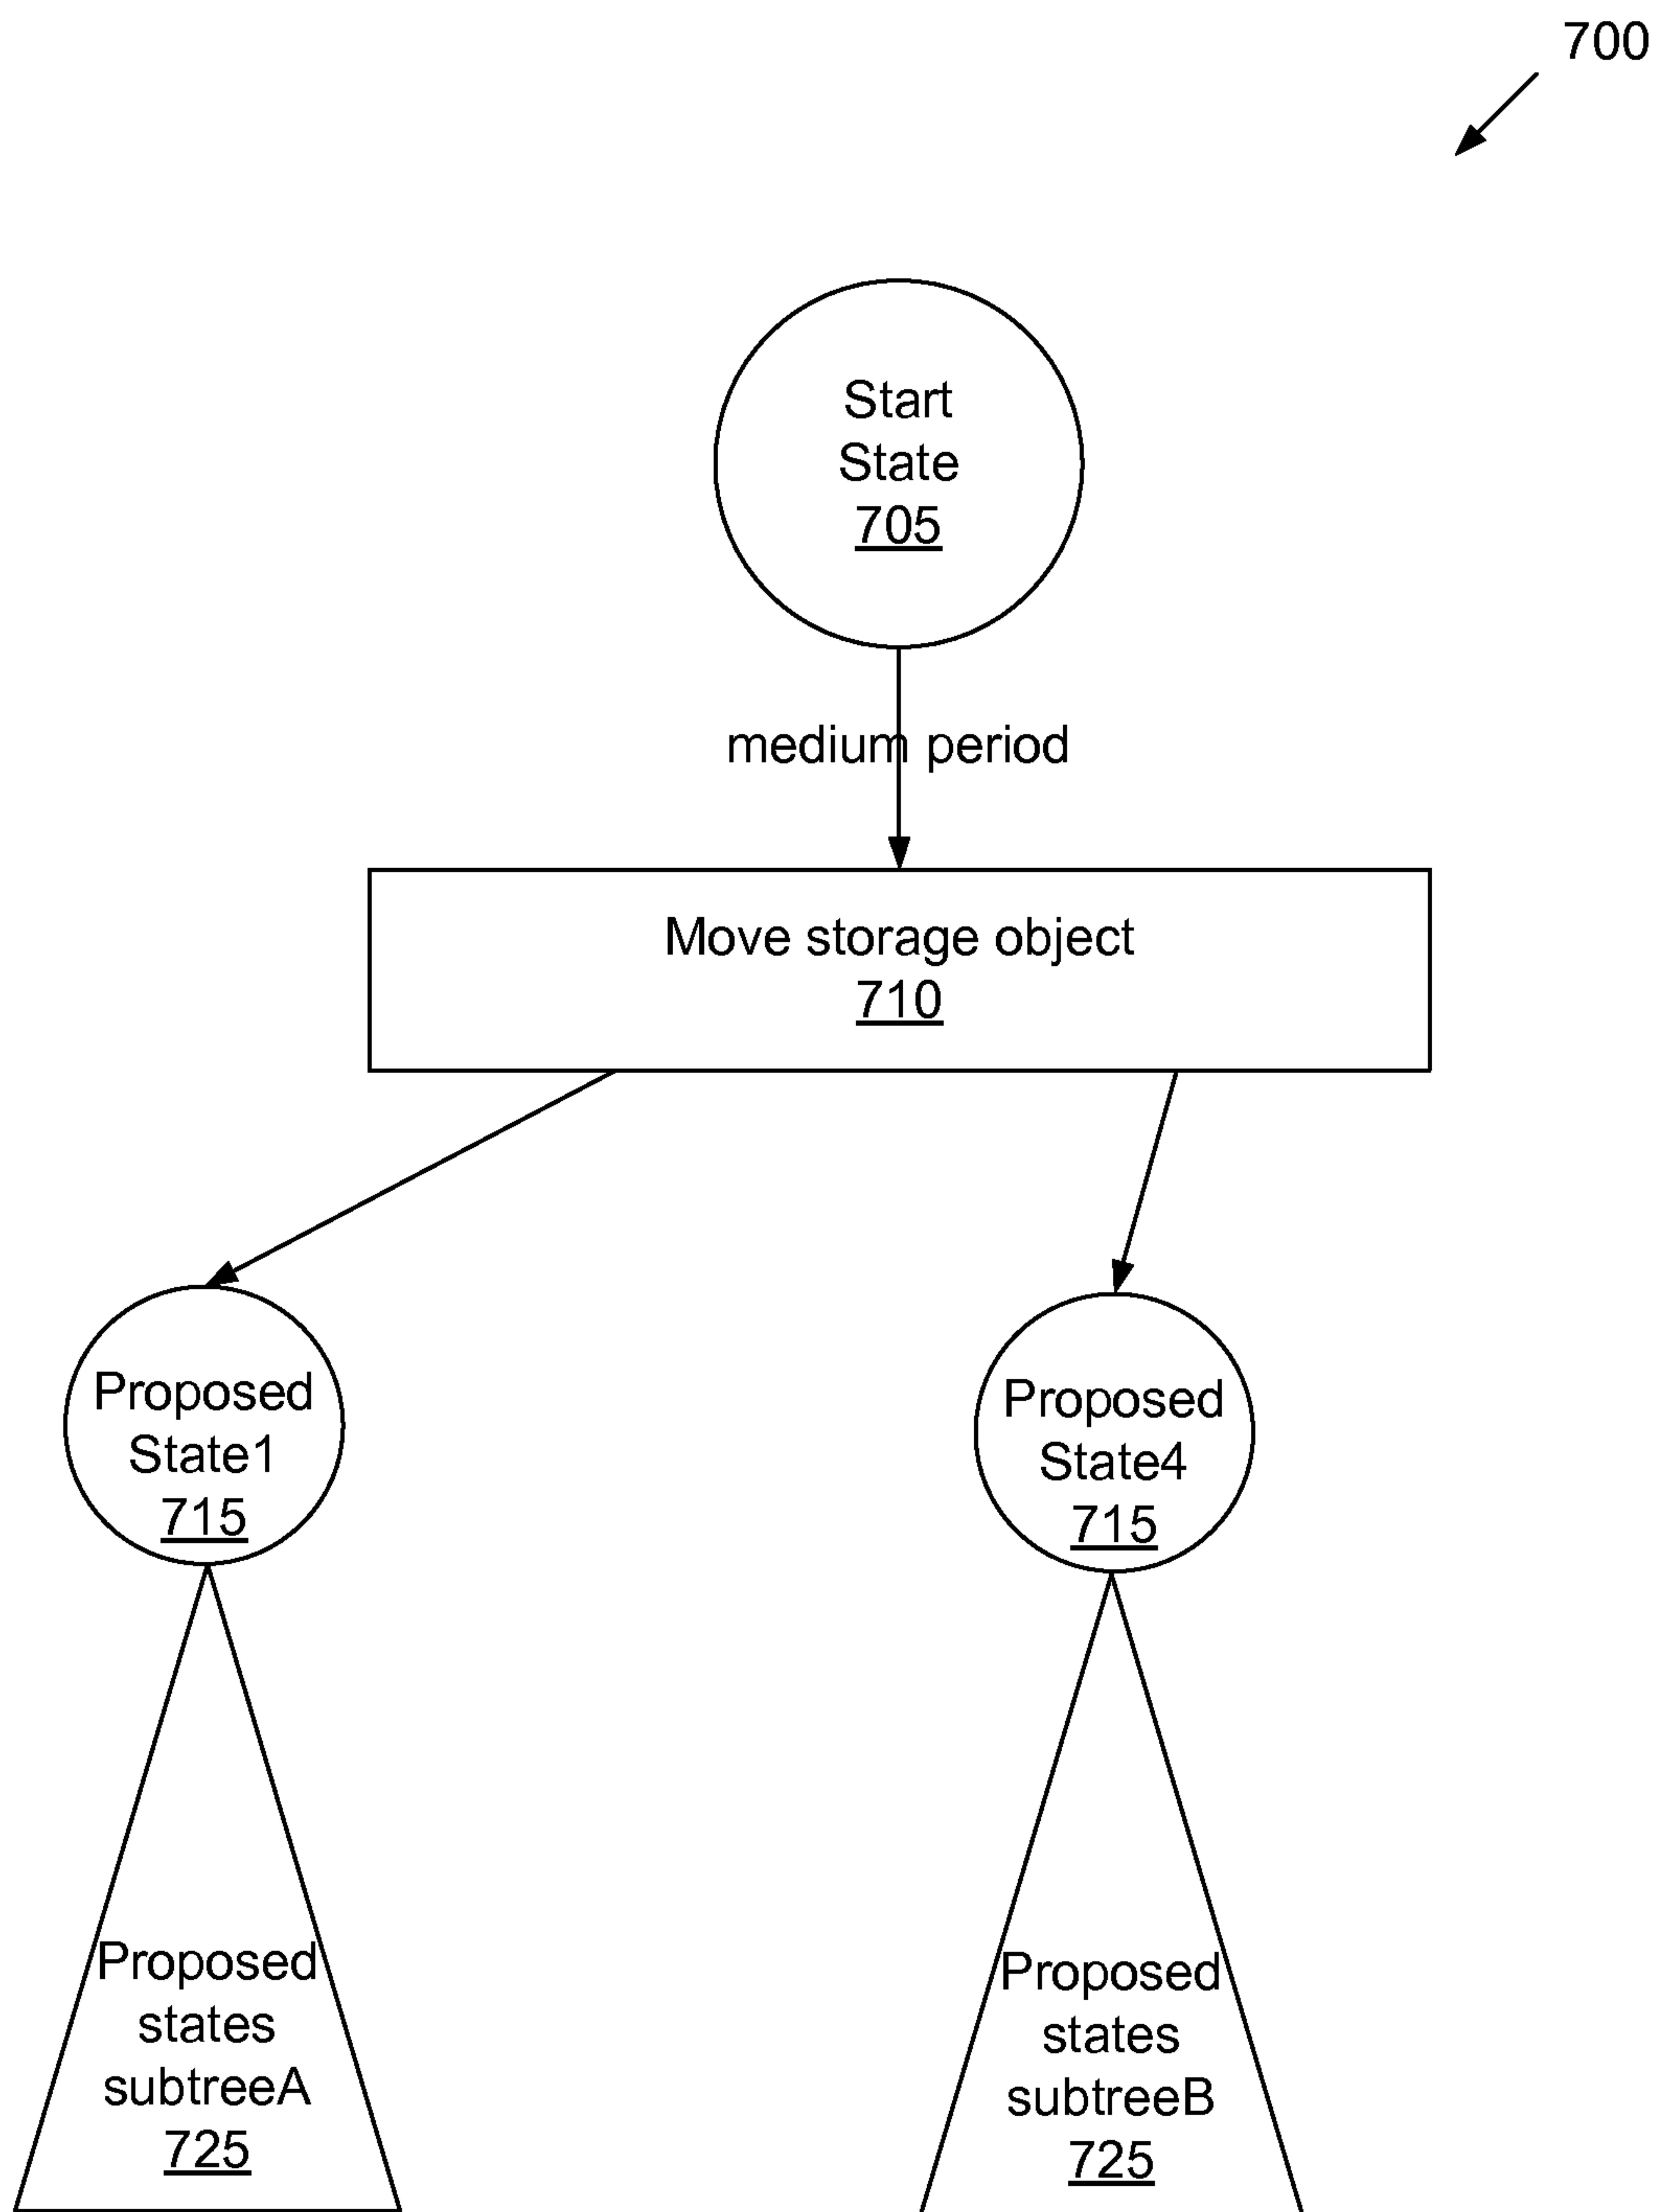 700
Start
State
705
medium period
Move storage object
710
Proposed
State1
715
Proposed
State4
715
Proposed
states
subtreeA
725
Proposed
states
subtreeB
725